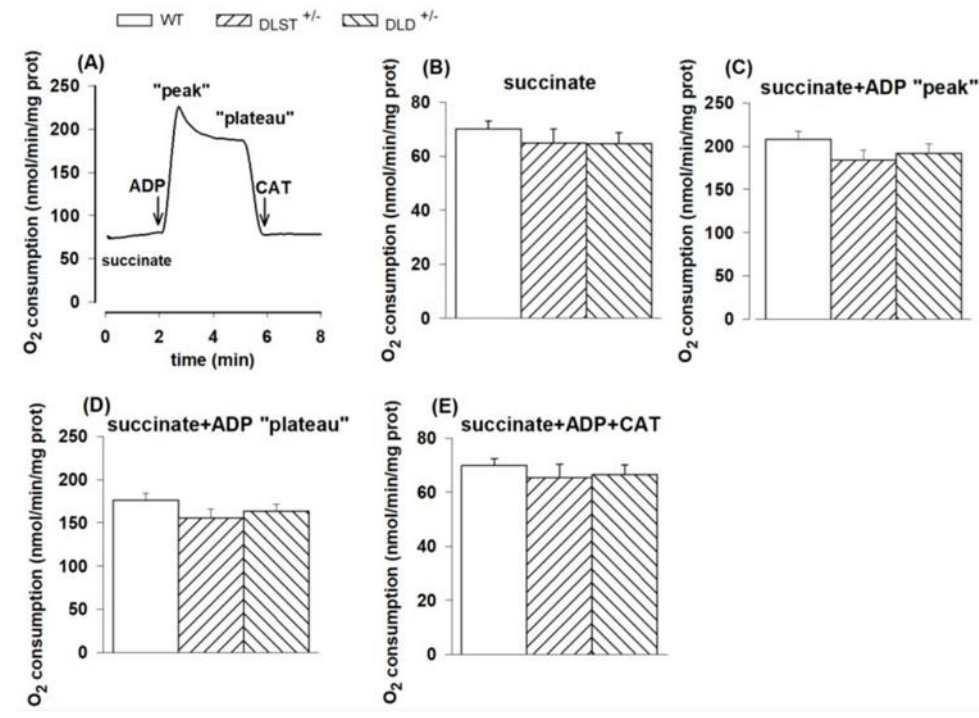 WT DLST +/- DLD +/-
(A)
O2 consumption (nmol/min/mg prot)
250
200
150
100
50
0
"peak"
"plateau"
ADP
CAT
succinate
0 2 4 6 8
time (min)
(B)
succinate
O2 consumption (nmol/min/mg prot)
80
60
40
20
0
(C)
succinate+ADP "peak"
O2 consumption (nmol/min/mg prot)
250
200
150
100
50
0
(D)
succinate+ADP "plateau"
O2 consumption (nmol/min/mg prot)
250
200
150
100
50
0
(E)
succinate+ADP+CAT
O2 consumption (nmol/min/mg prot)
80
60
40
20
0